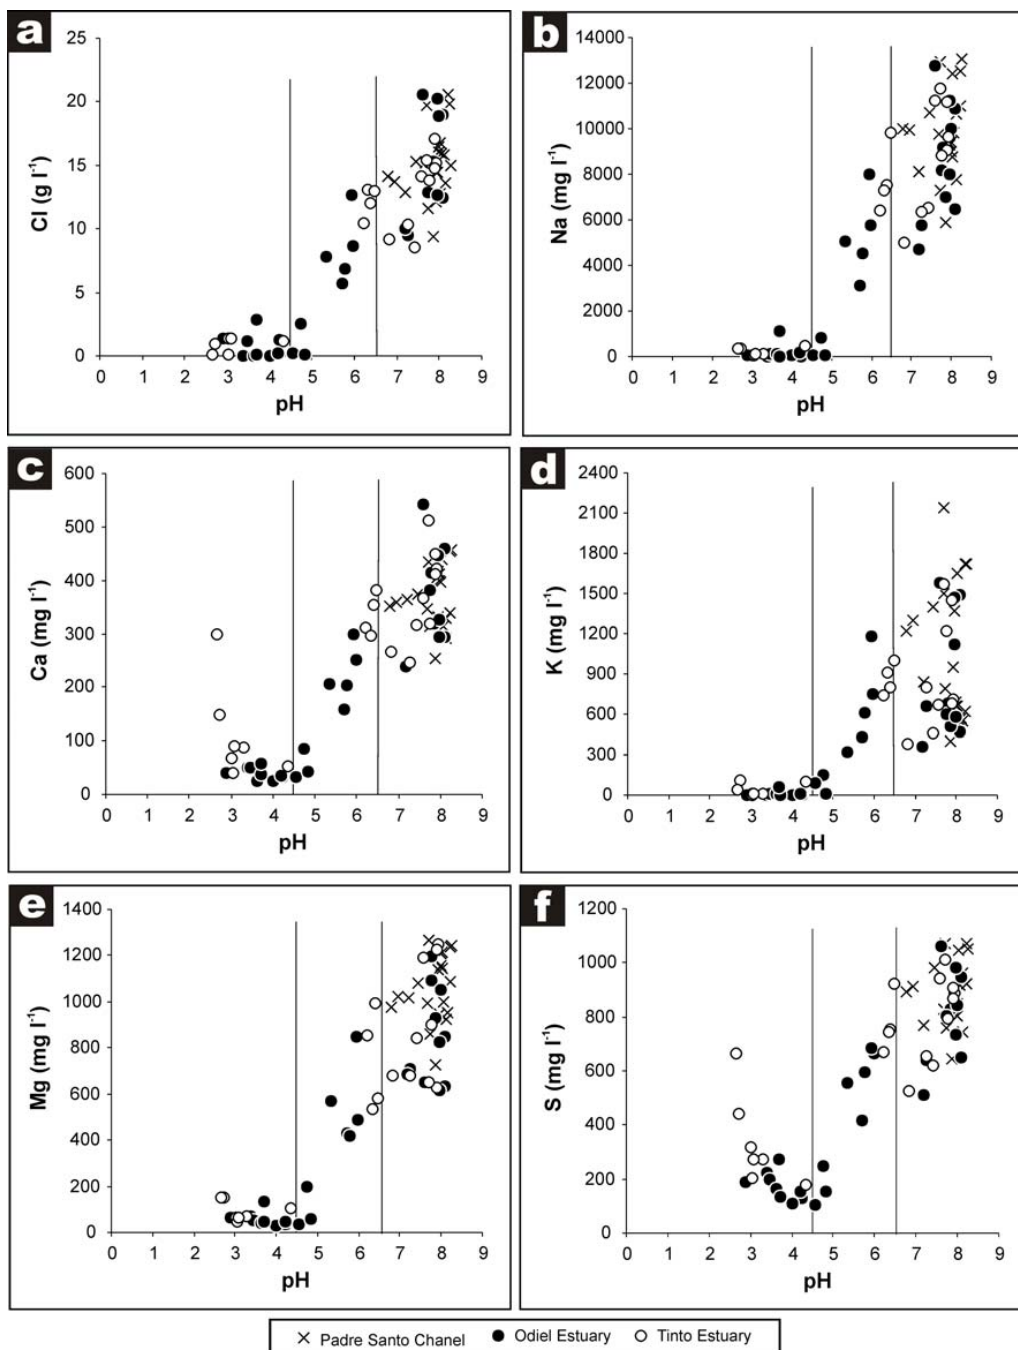 a
25
20
15
10
5
0
Cl (g l⁻¹)
0 1 2 3 4 5 6 7 8 9
pH
b
14000
12000
10000
8000
6000
4000
2000
0
Na (mg l⁻¹)
0 1 2 3 4 5 6 7 8 9
pH
c
600
500
400
300
200
100
0
Ca (mg l⁻¹)
0 1 2 3 4 5 6 7 8 9
pH
d
2400
2100
1800
1500
1200
900
600
300
0
K (mg l⁻¹)
0 1 2 3 4 5 6 7 8 9
pH
e
1400
1200
1000
800
600
400
200
0
Mg (mg l⁻¹)
0 1 2 3 4 5 6 7 8 9
pH
f
1200
1000
800
600
400
200
0
S (mg l⁻¹)
0 1 2 3 4 5 6 7 8 9
pH
Padre Santo Chanel Odiel Estuary Tinto Estuary